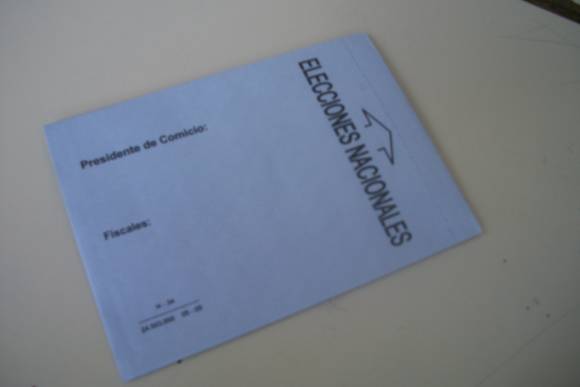 ELECCIONES NACIONALES
Presidente de Comicio:
Fiscales: